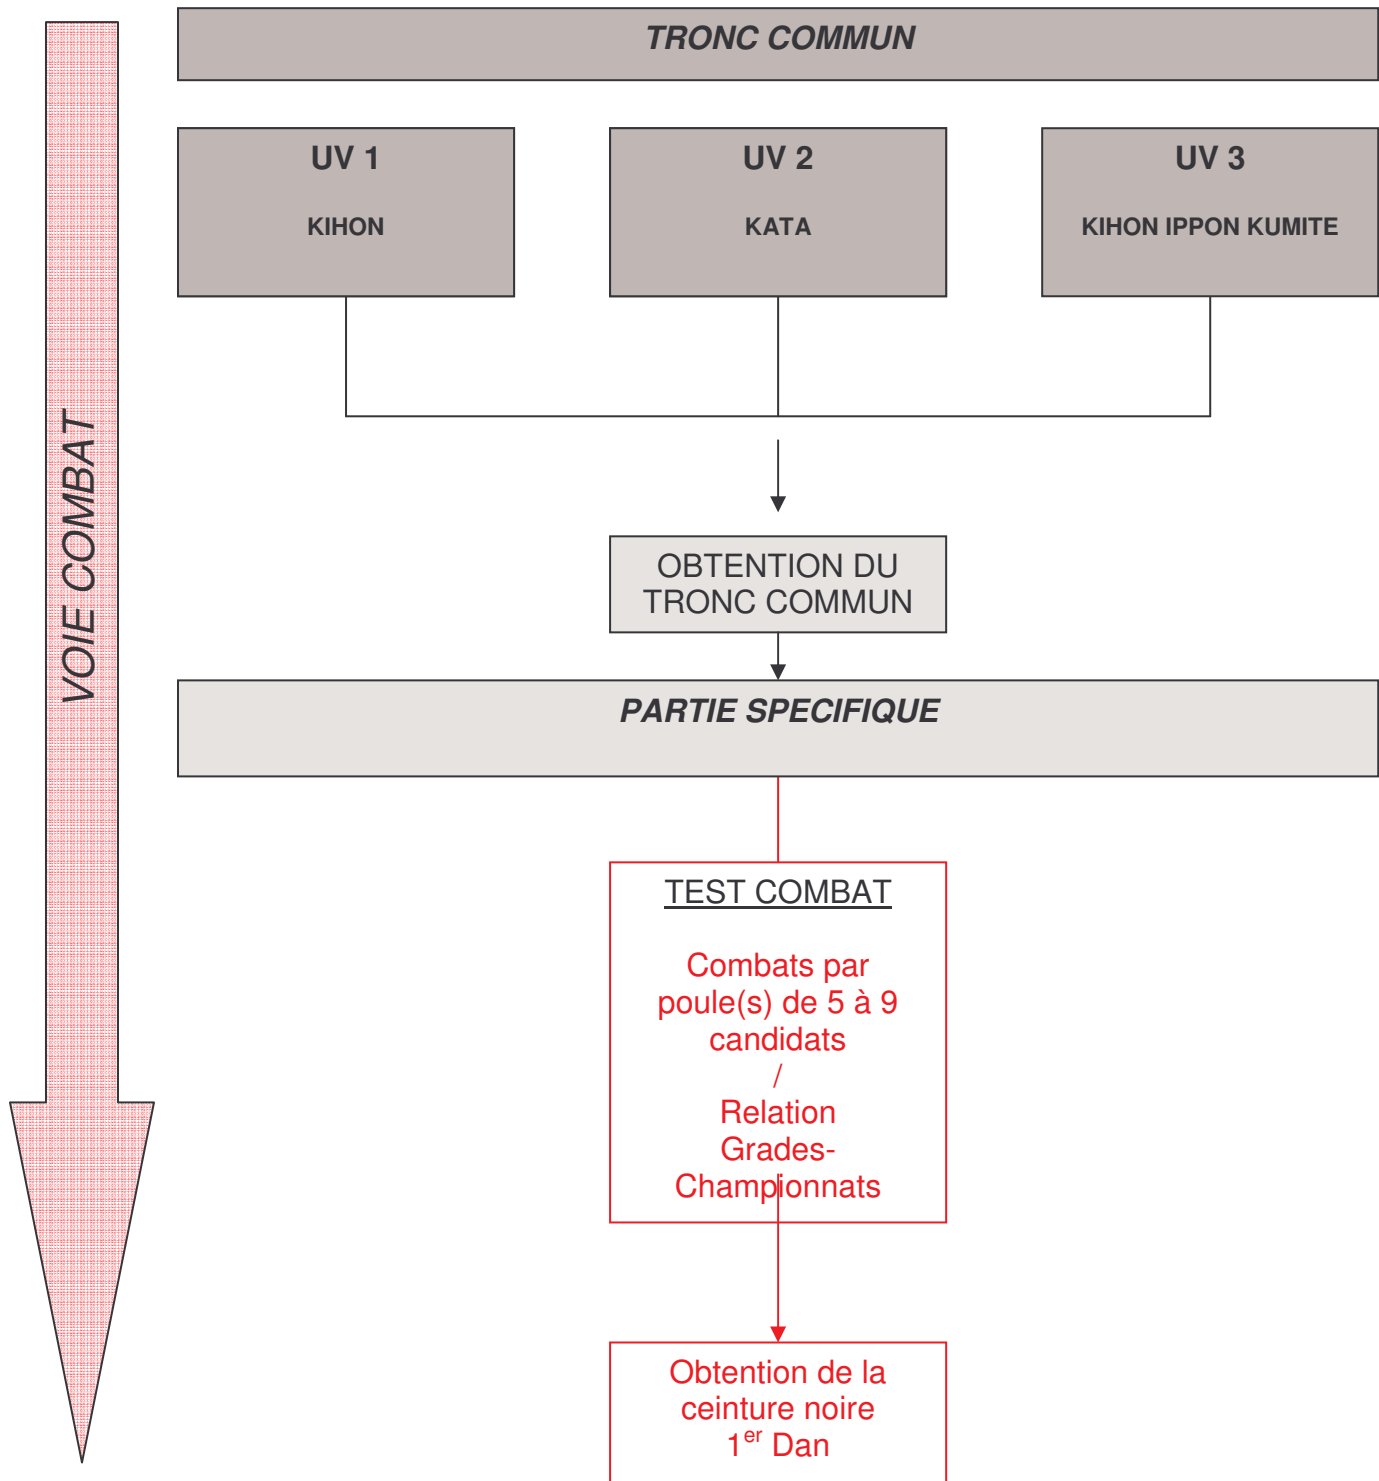 TRONC COMMUN
UV 1
KIHON
UV 2
KATA
UV 3
KIHON IPPON KUMITE
VOIE COMBAT
OBTENTION DU
TRONC COMMUN
PARTIE SPECIFIQUE
TEST COMBAT
Combats par
poule(s) de 5 à 9
candidats
/
Relation
Grades-
Championnats
Obtention de la
ceinture noire
1er Dan